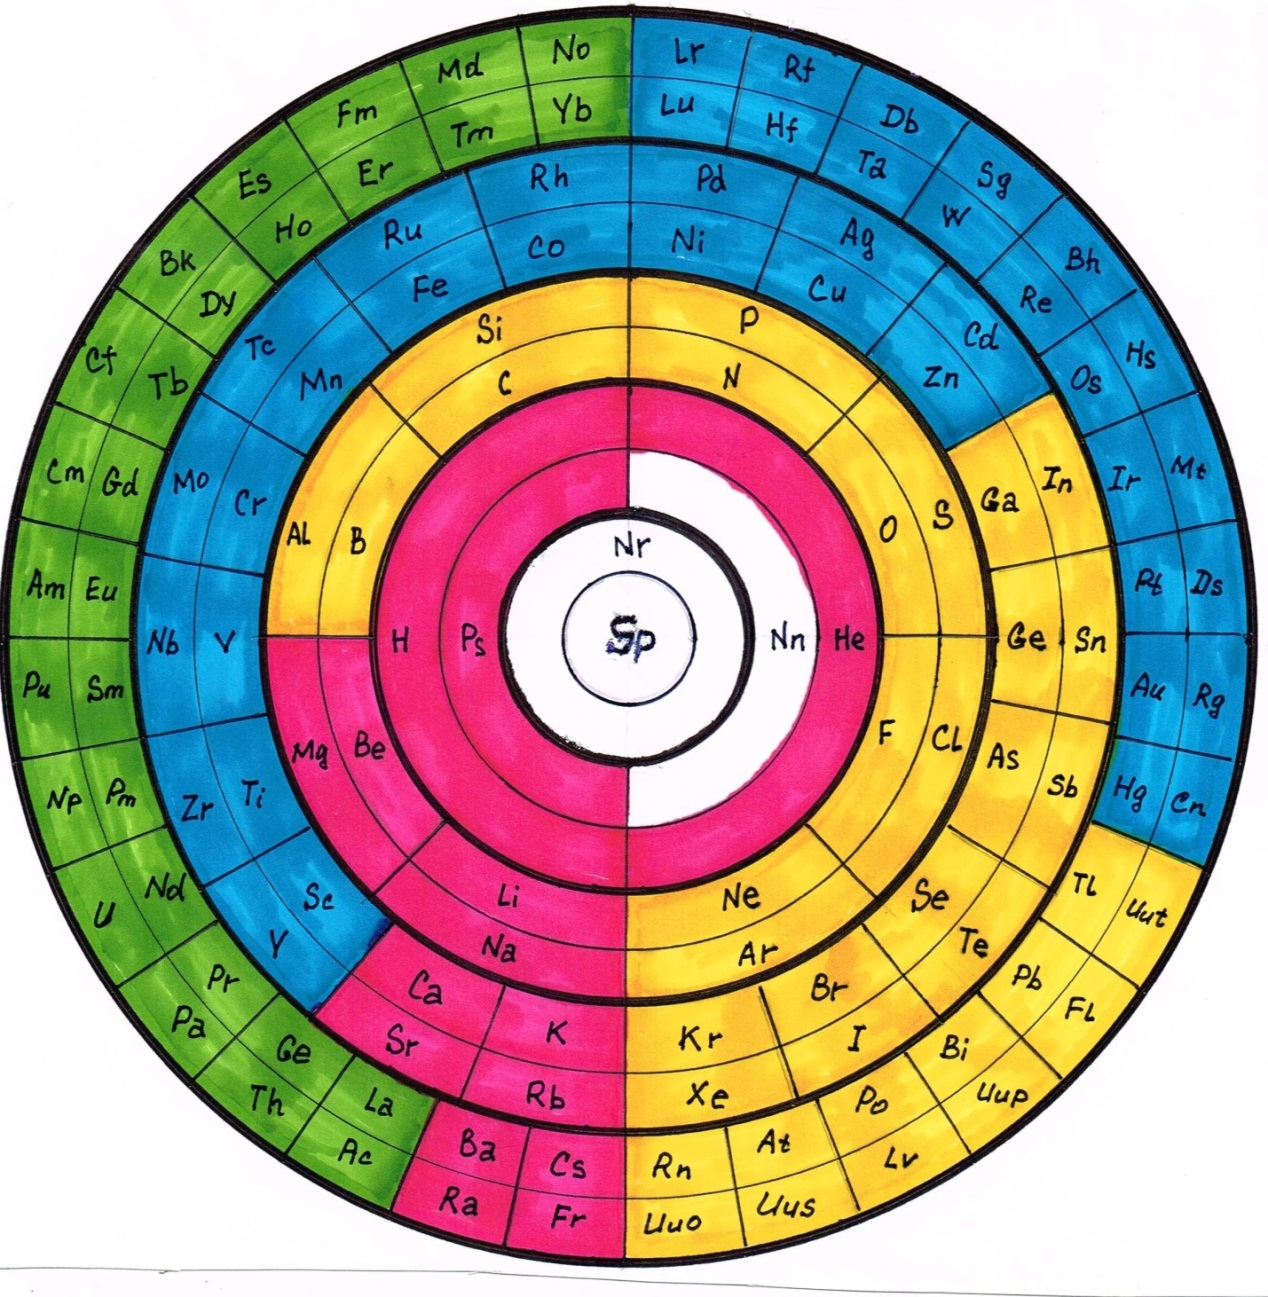 Sp
Nr
Nn
Ps
H
He
Li
Be
B
C
N
O
F
Ne
Na
Mg
AL
Si
P
S
CL
Ar
K
Ca
Sc
Ti
V
Cr
Mn
Fe
Co
Ni
Cu
Zn
Ga
Ge
As
Se
Br
Kr
Rb
Sr
Y
Zr
Nb
Mo
Tc
Ru
Rh
Pd
Ag
Cd
In
Sn
Sb
Te
I
Xe
Cs
Ba
La
Ge
Pr
Nd
Pm
Sm
Eu
Gd
Tb
Dy
Ho
Er
Tm
Yb
Lu
Hf
Ta
W
Re
Os
Ir
Pt
Au
Hg
TL
Pb
Bi
Po
At
Rn
Fr
Ra
Ac
Th
Pa
U
Np
Pu
Am
Cm
Bk
Cf
Es
Fm
Md
No
Lr
Rf
Db
Sg
Bh
Hs
Mt
Ds
Rg
Cn
Uut
FL
Uup
Lv
Uus
Uuo